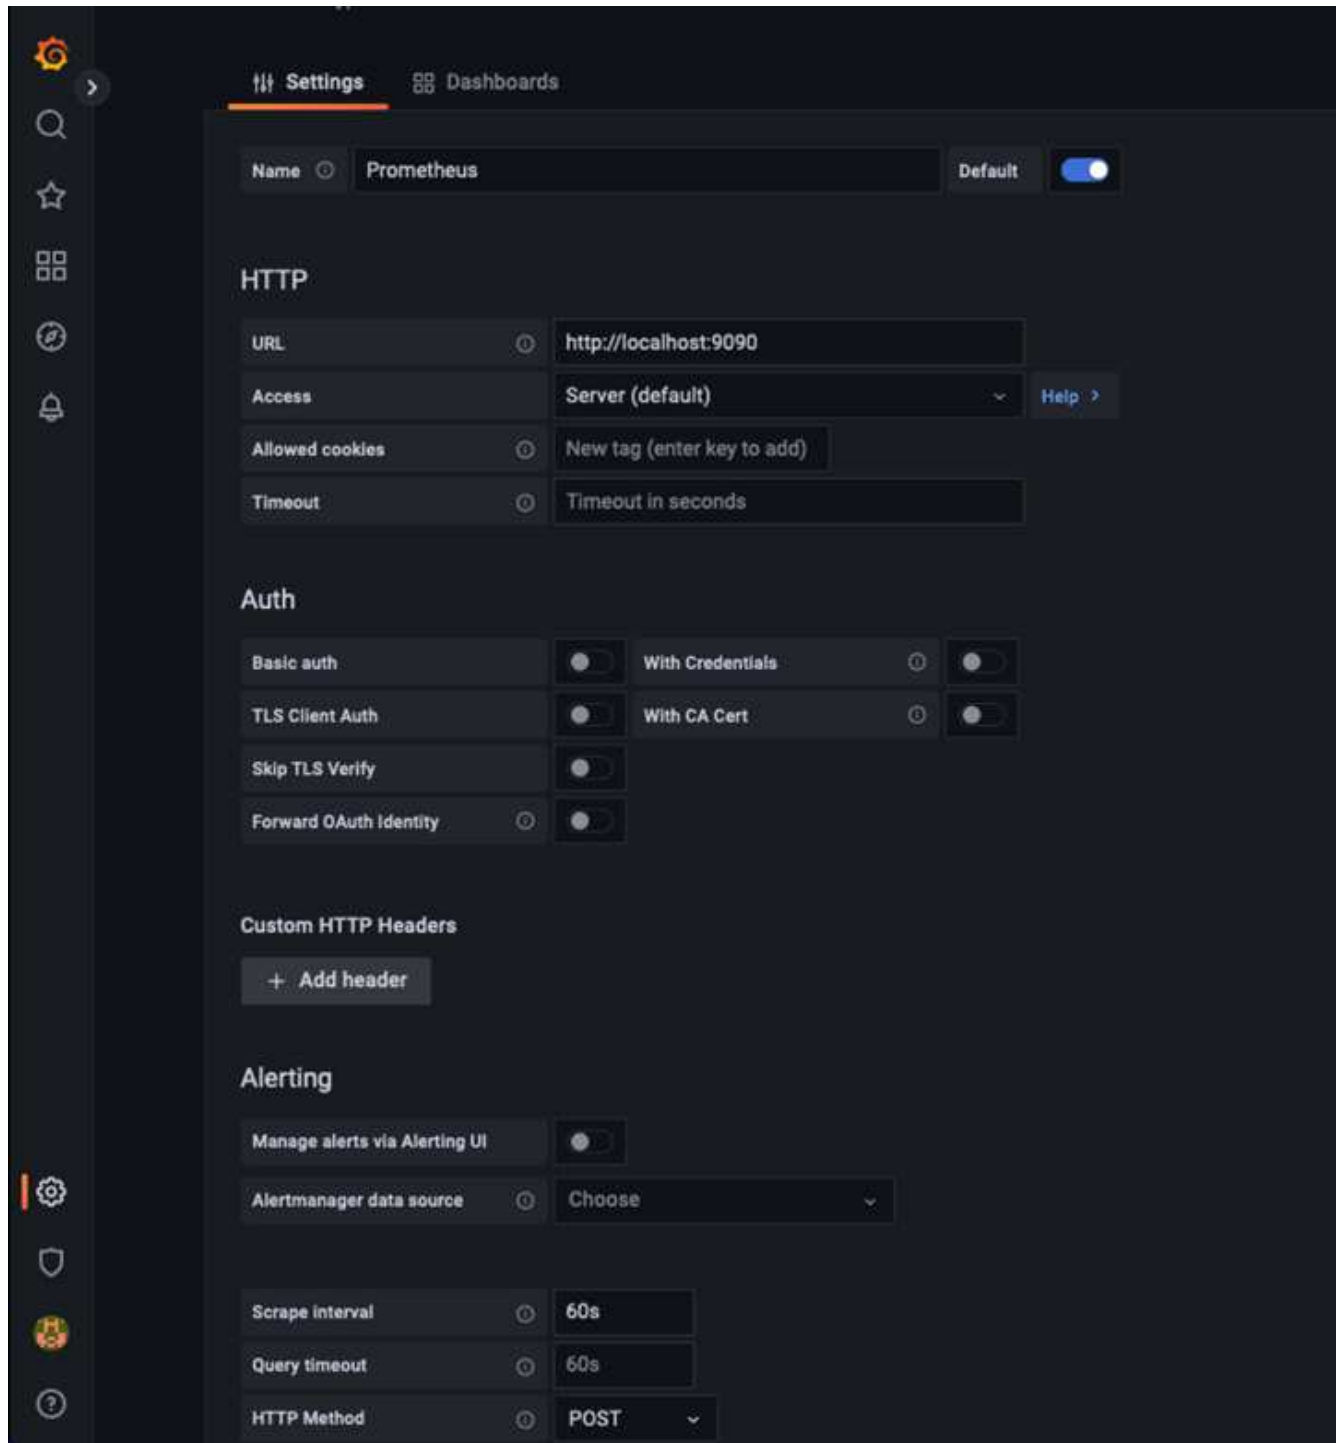 Settings Dashboards
Name Prometheus Default
HTTP
URL http://localhost:9090
Access Server (default) Help >
Allowed cookies New tag (enter key to add)
Timeout Timeout in seconds
Auth
Basic auth With Credentials
TLS Client Auth With CA Cert
Skip TLS Verify
Forward OAuth Identity
Custom HTTP Headers
+ Add header
Alerting
Manage alerts via Alerting UI
Alertmanager data source Choose
Scrape interval 60s
Query timeout 60s
HTTP Method POST